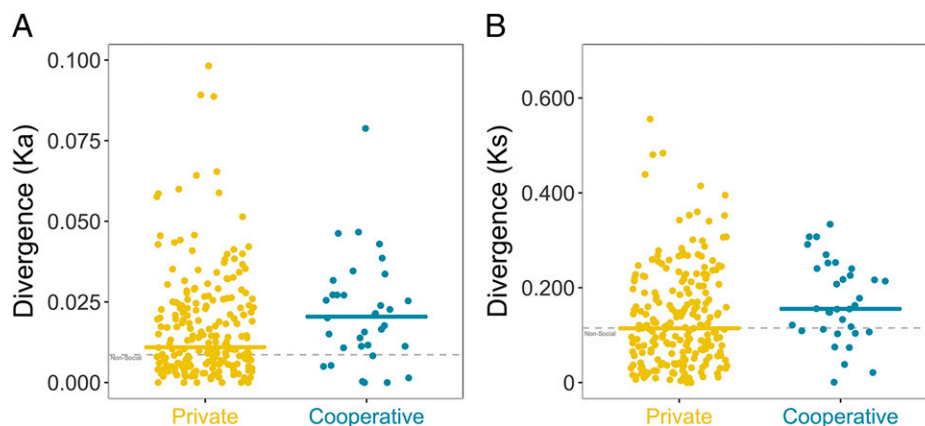 A
Divergence (Ka)
0.100
0.075
0.050
0.025
0.000
Non-Social
Private
Cooperative
B
Divergence (Ks)
0.600
0.400
0.200
0
Non-Social
Private
Cooperative